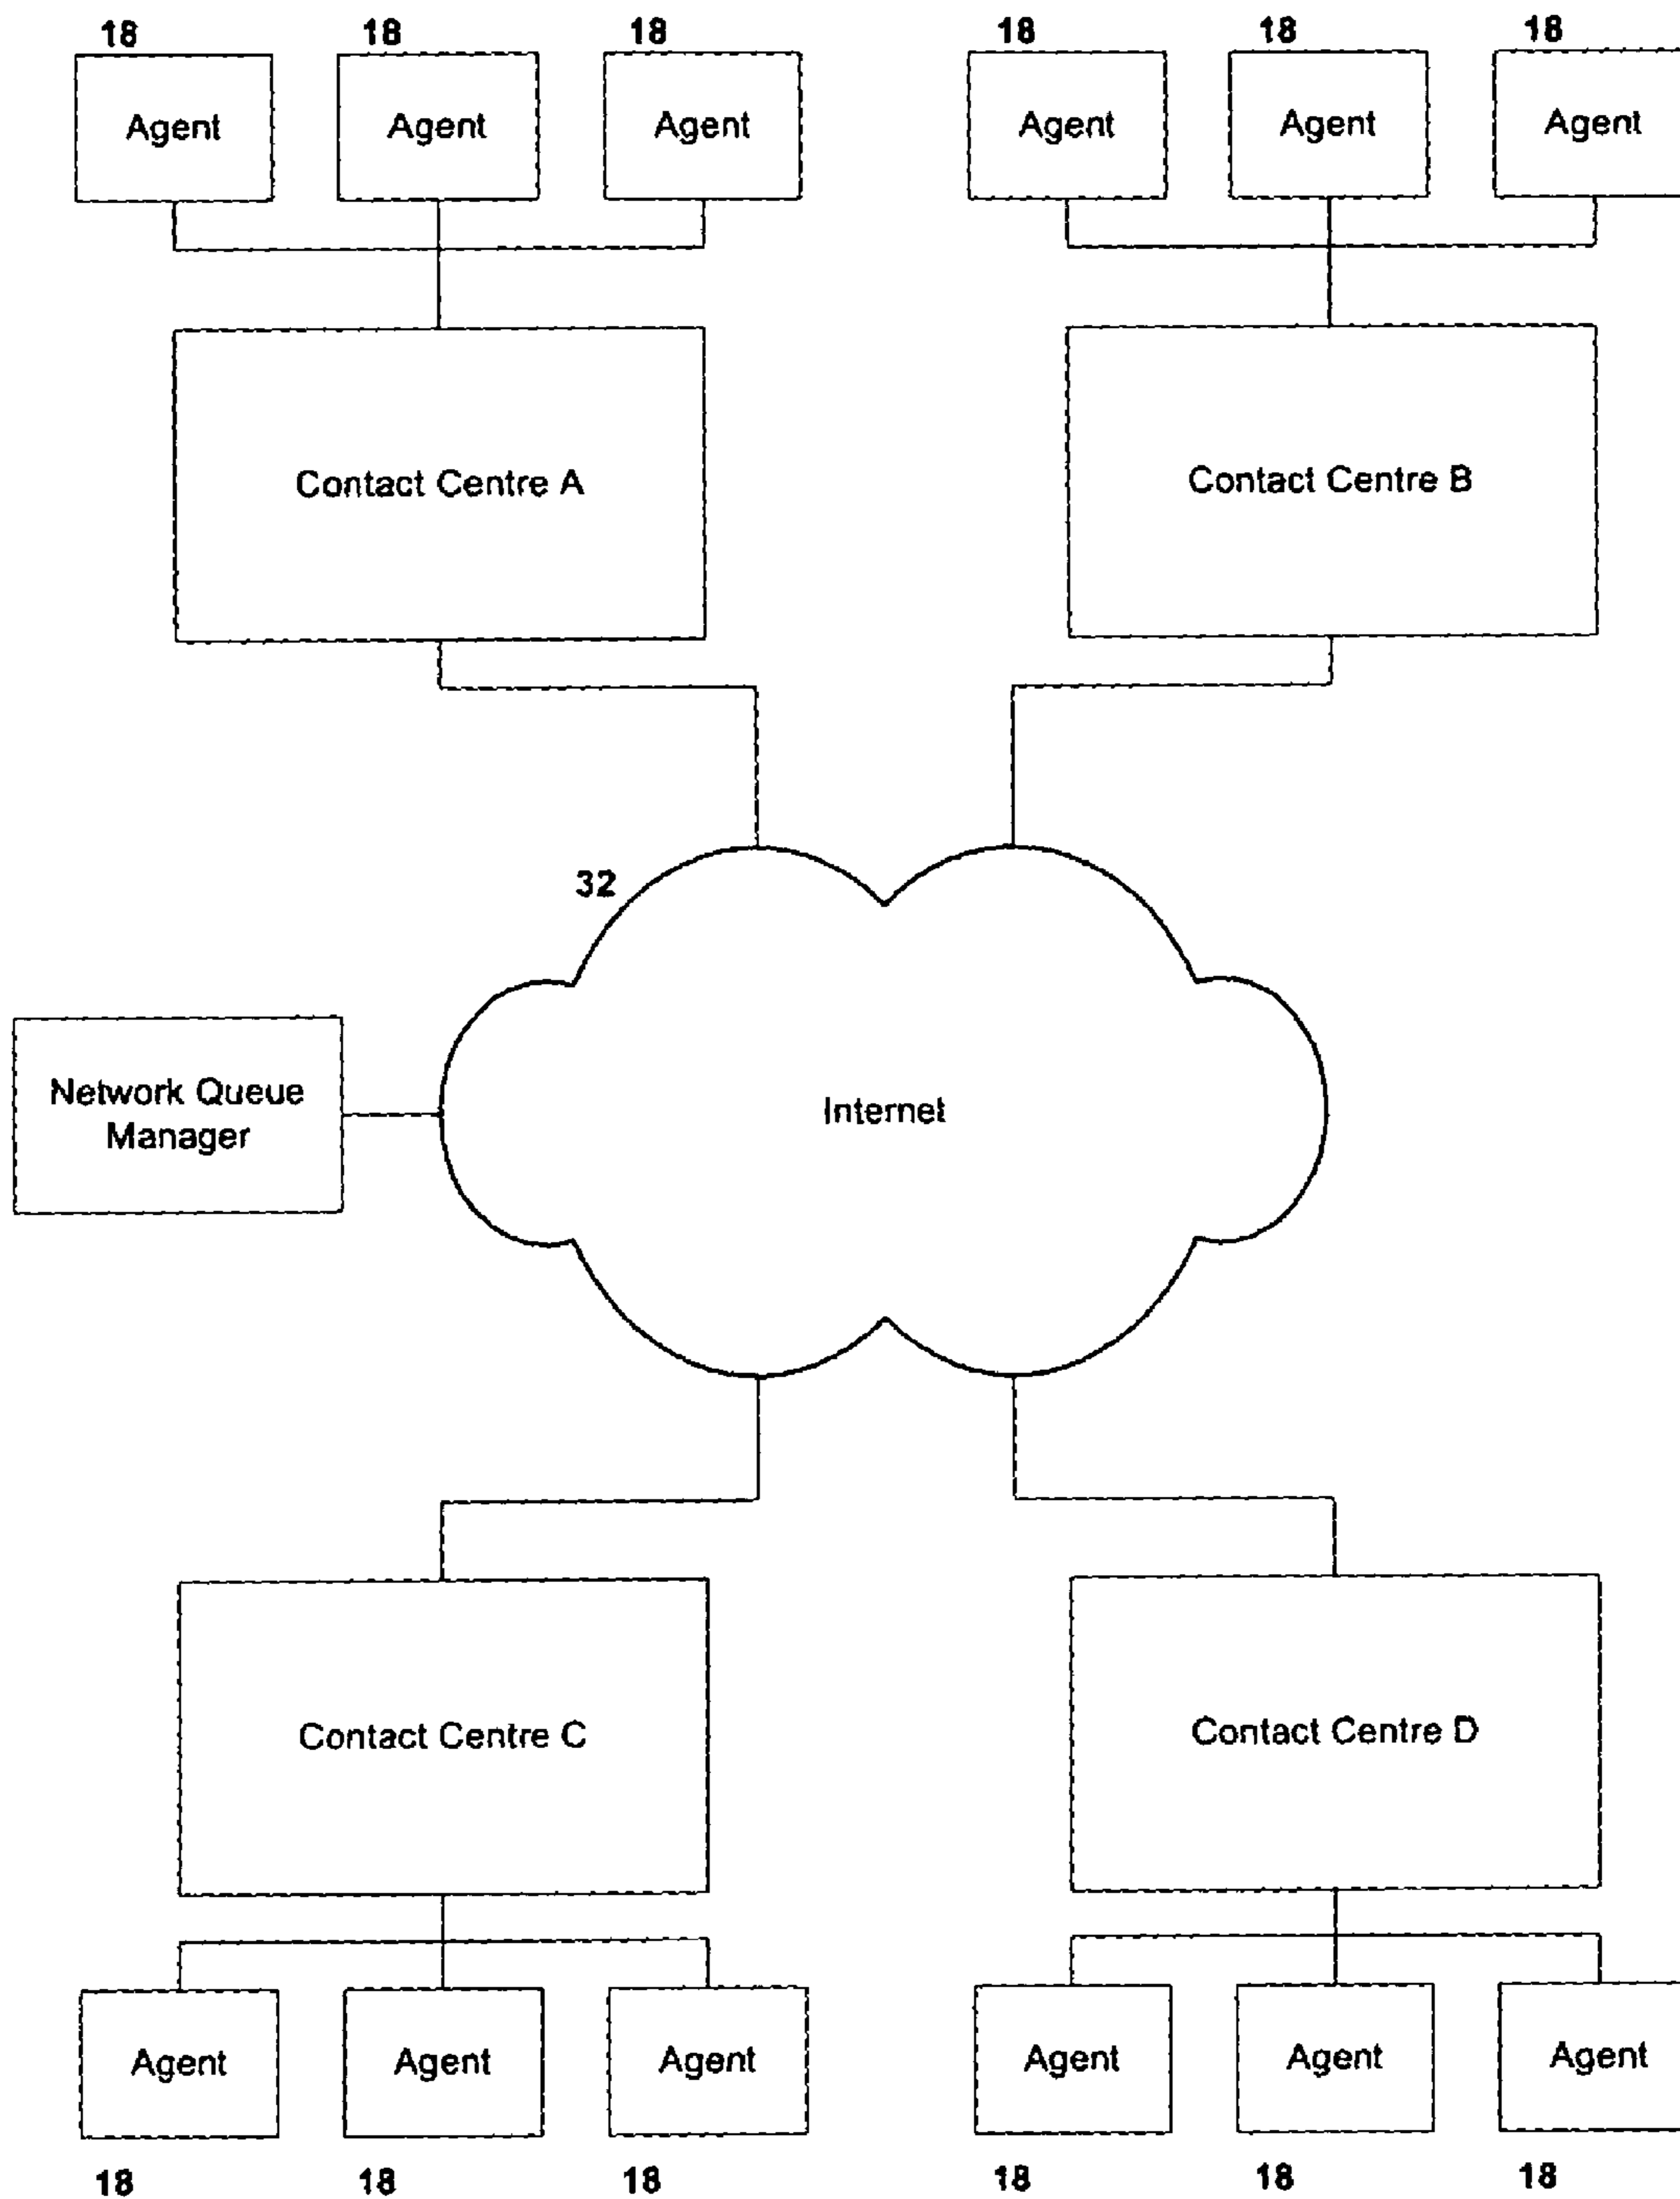 18 18 18 18 18 18
Agent Agent Agent Agent Agent Agent
Contact Centre A Contact Centre B
32
Network Queue
Manager
Internet
Contact Centre C Contact Centre D
Agent Agent Agent Agent Agent Agent
18 18 18 18 18 18